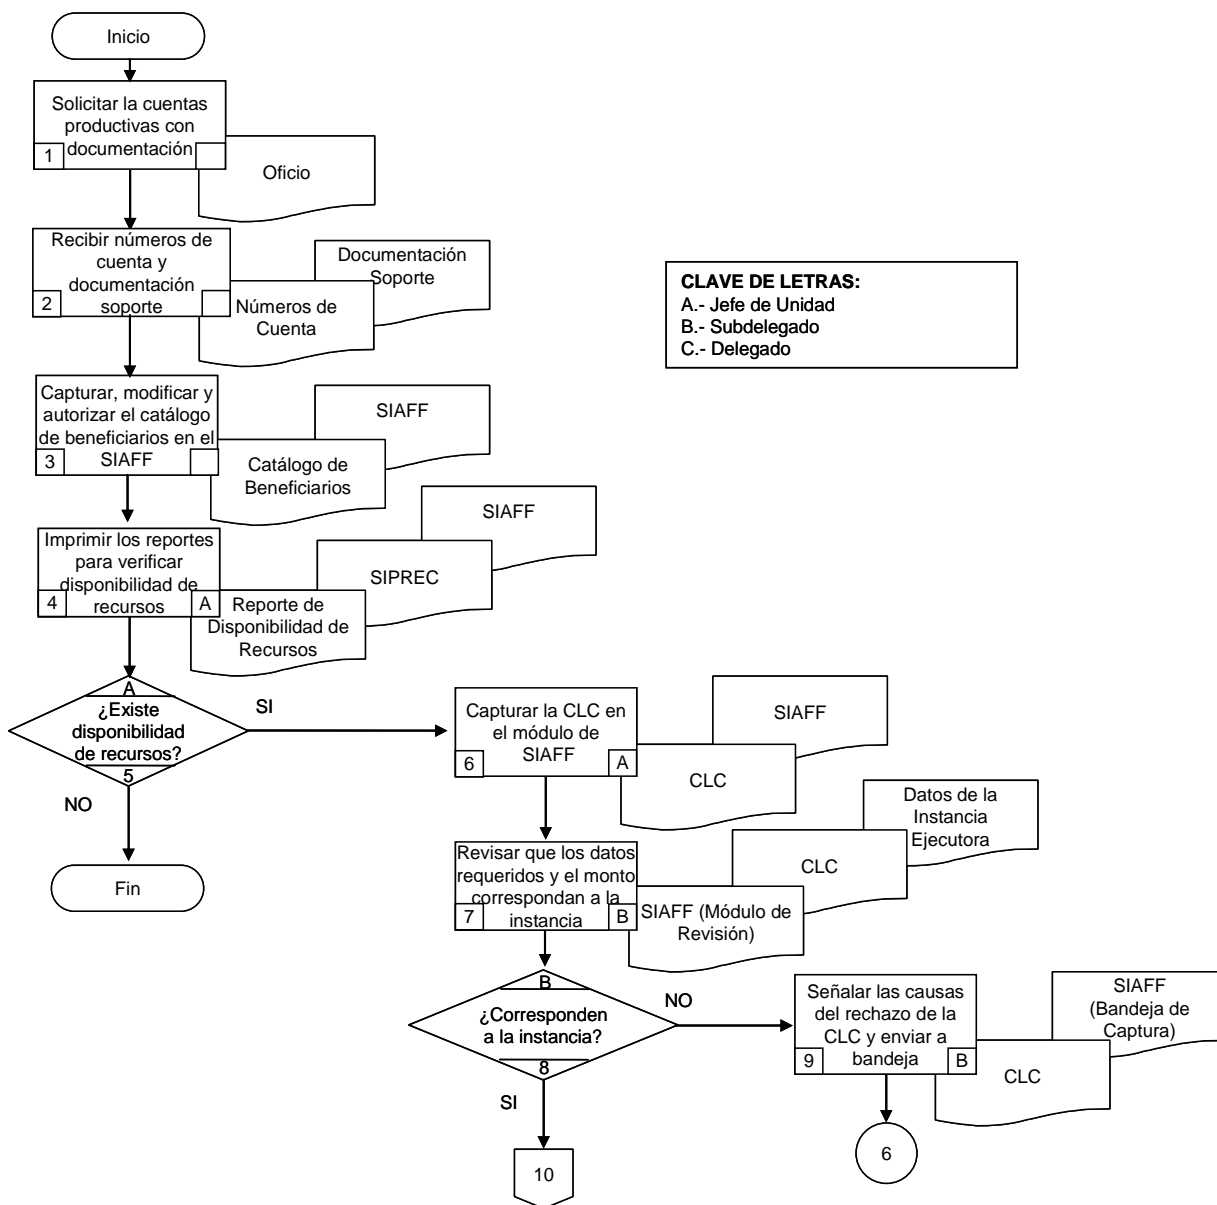 Inicio
Solicitar la cuentas
productivas con
documentación
1
Oficio
Recibir números de
cuenta y
documentación
soporte
2
Documentación
Soporte
Números de
Cuenta
CLAVE DE LETRAS:
A.- Jefe de Unidad
B.- Subdelegado
C.- Delegado
Capturar, modificar y
autorizar el catálogo
de beneficiarios en el
SIAFF
3
SIAFF
Catálogo de
Beneficiarios
Imprimir los reportes
para verificar
disponibilidad de
recursos
4
A
SIAFF
SIPREC
Reporte de
Disponibilidad de
Recursos
A
¿Existe
disponibilidad
de recursos?
5
SI
NO
Fin
Capturar la CLC en
el módulo de
SIAFF
6
A
SIAFF
CLC
Revisar que los datos
requeridos y el monto
correspondan a la
instancia
7
B
Datos de la
Instancia
Ejecutora
CLC
SIAFF (Módulo de
Revisión)
B
¿Corresponden
a la instancia?
8
NO
SI
Señalar las causas
del rechazo de la
CLC y enviar a
bandeja
9
B
SIAFF
(Bandeja de
Captura)
CLC
10
6